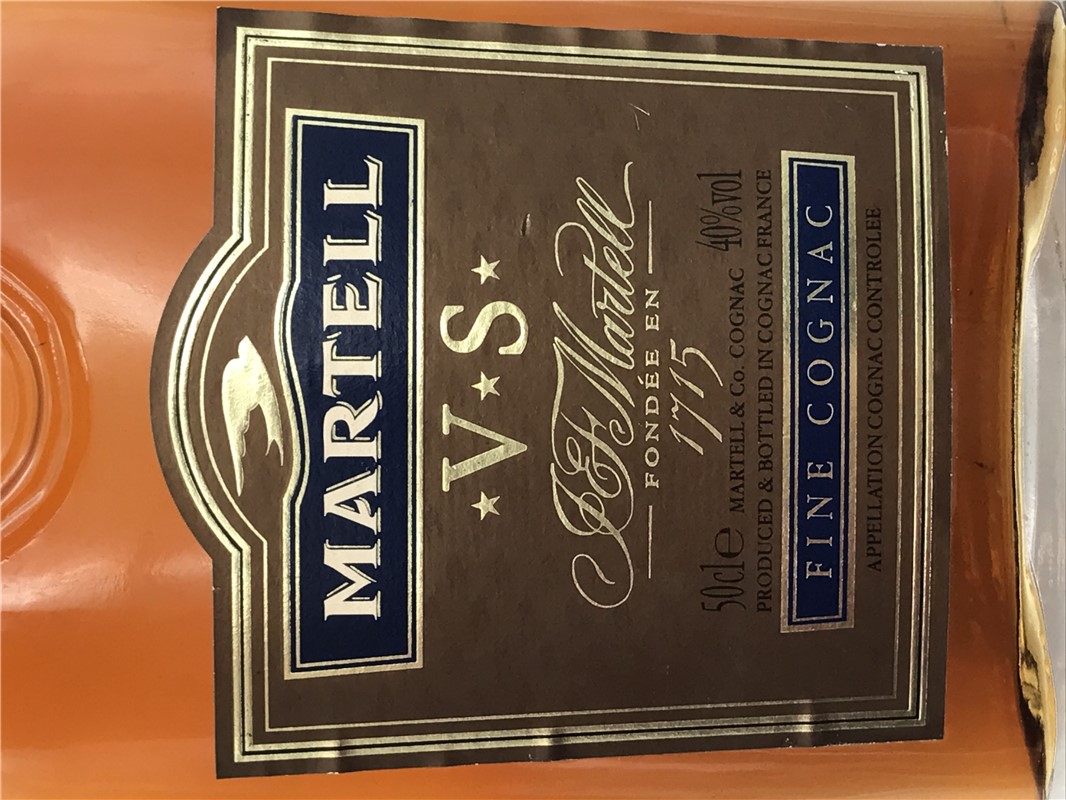 MARTELL
★ V ★ S ★
J&F Martell
FONDÉE EN
1715
50cl e MARTELL & Co. COGNAC 40%vol
PRODUCED & BOTTLED IN COGNAC FRANCE
FINE COGNAC
APPELLATION COGNAC CONTROLEE